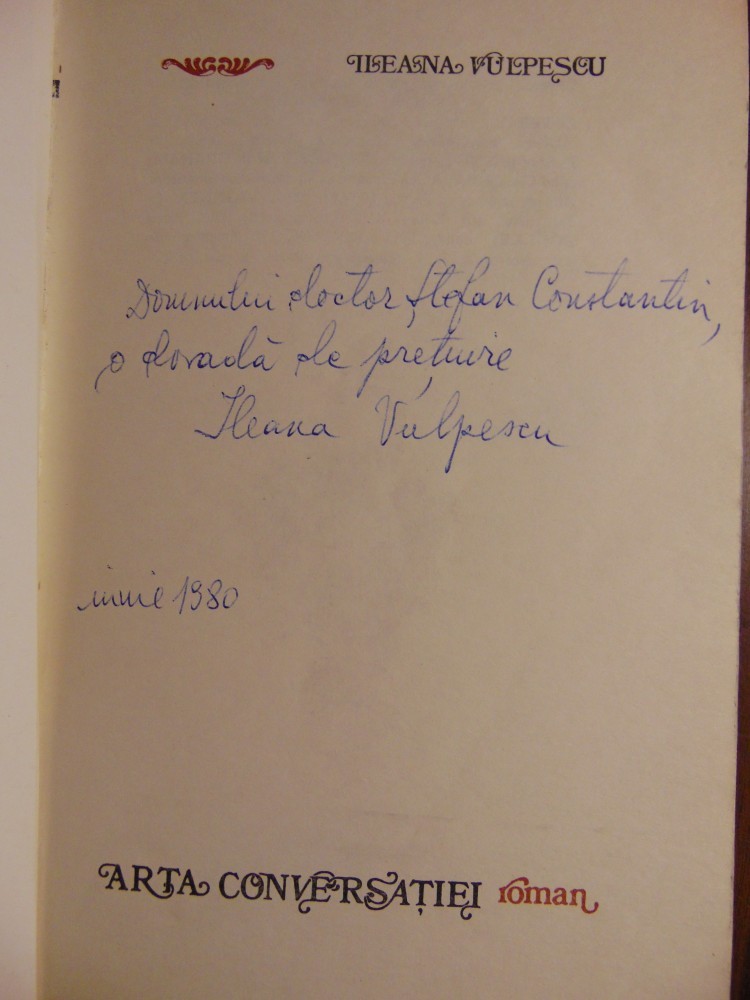 ILEANA VULPESCU
Domnului doctor Ștefan Constantin,
o dovadă de prețuire
Ileana Vulpescu
iunie 1980
ARTA CONVERSAȚIEI roman